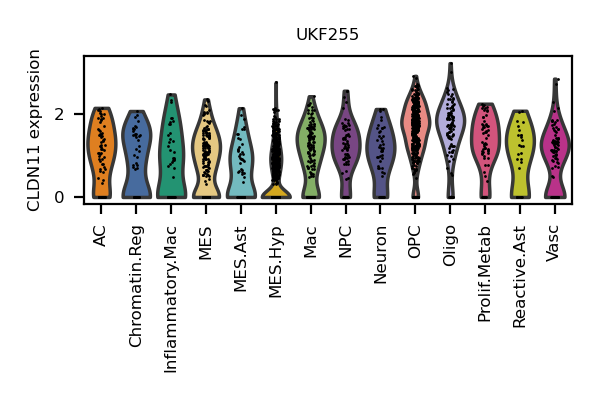 UKF255
CLDN11 expression
2
0
AC
Chromatin.Reg
Inflammatory.Mac
MES
MES.Ast
MES.Hyp
Mac
NPC
Neuron
OPC
Oligo
Prolif.Metab
Reactive.Ast
Vasc